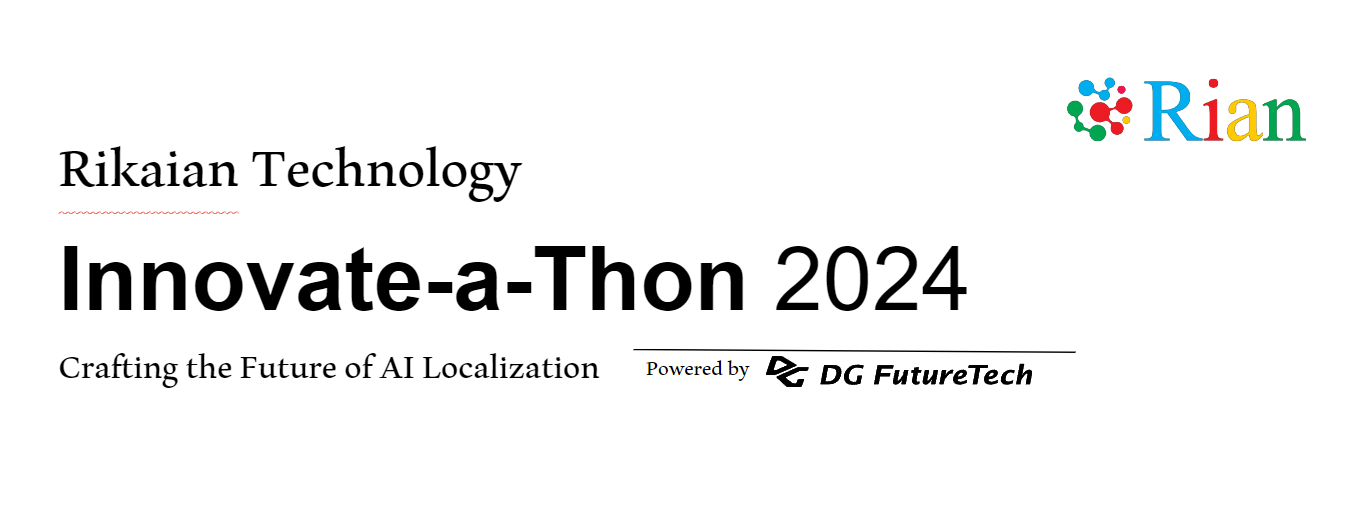 Rian
Rikaian Technology
Innovate-a-Thon 2024
Crafting the Future of AI Localization
Powered by DG FutureTech